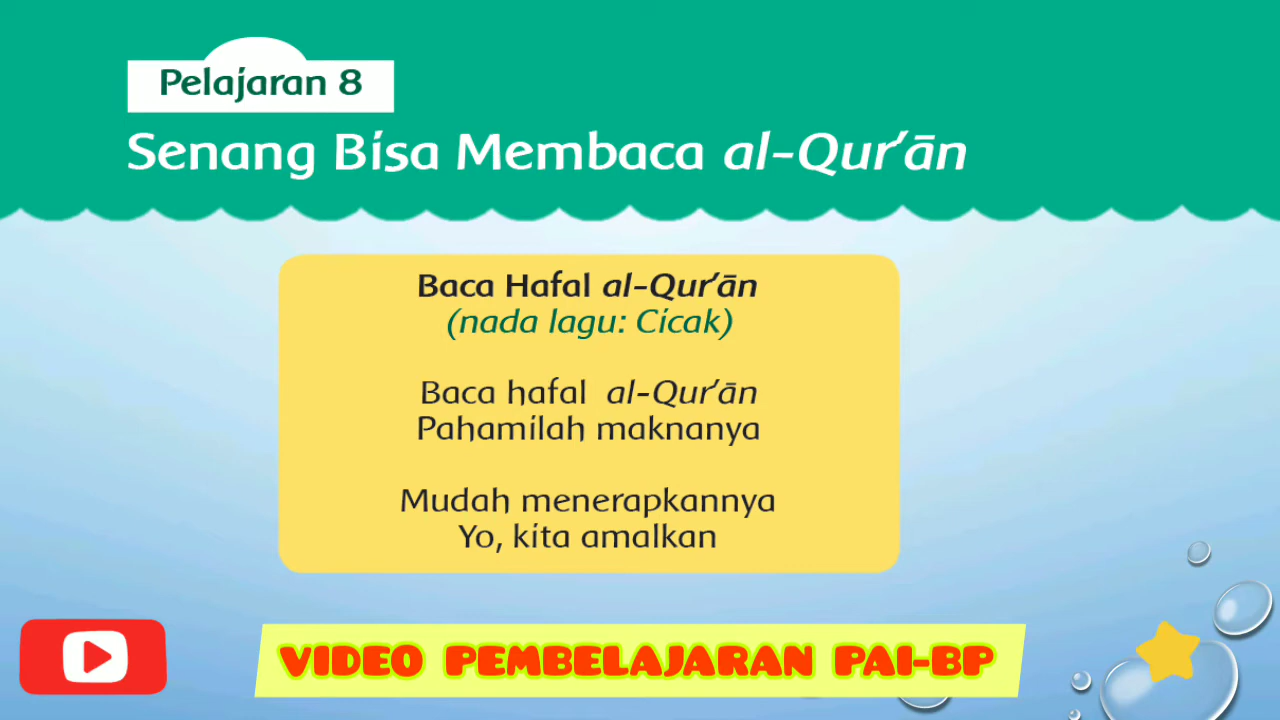 Pelajaran 8
Senang Bisa Membaca al-Qur’ān
Baca Hafal al-Qur’ān
(nada lagu: Cicak)
Baca hafal al-Qur’ān
Pahamilah maknanya
Mudah menerapkannya
Yo, kita amalkan
VIDEO PEMBELAJARAN PAI-BP